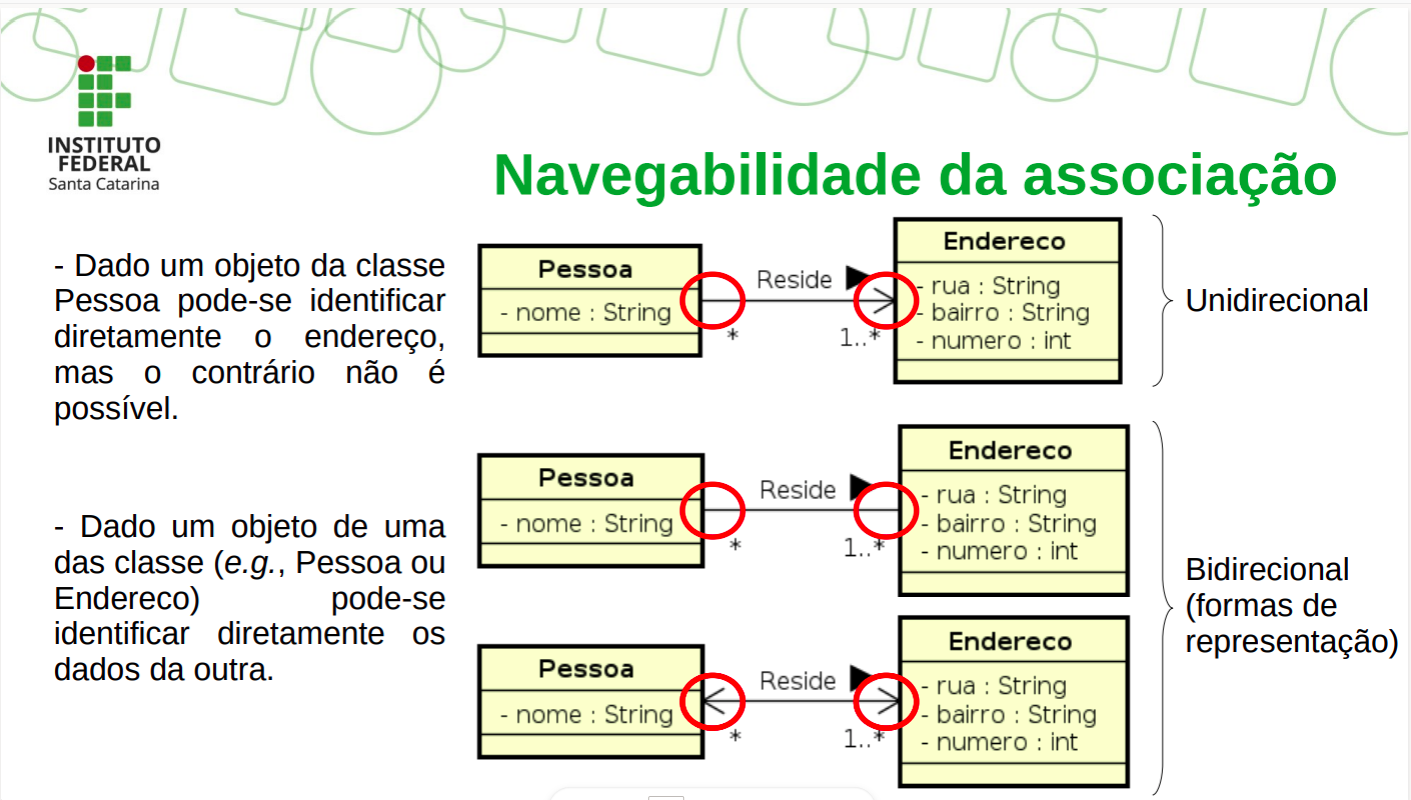 INSTITUTO
FEDERAL
Santa Catarina
Navegabilidade da associação
- Dado um objeto da classe
Pessoa pode-se identificar
diretamente o endereço,
mas o contrário não é
possível.
Pessoa
- nome : String
Reside
*
1..*
Endereco
- rua : String
- bairro : String
- numero : int
Unidirecional
- Dado um objeto de uma
das classe (e.g., Pessoa ou
Endereco) pode-se
identificar diretamente os
dados da outra.
Pessoa
- nome : String
Reside
*
1..*
Endereco
- rua : String
- bairro : String
- numero : int
Pessoa
- nome : String
Reside
*
1..*
Endereco
- rua : String
- bairro : String
- numero : int
Bidirecional
(formas de
representação)